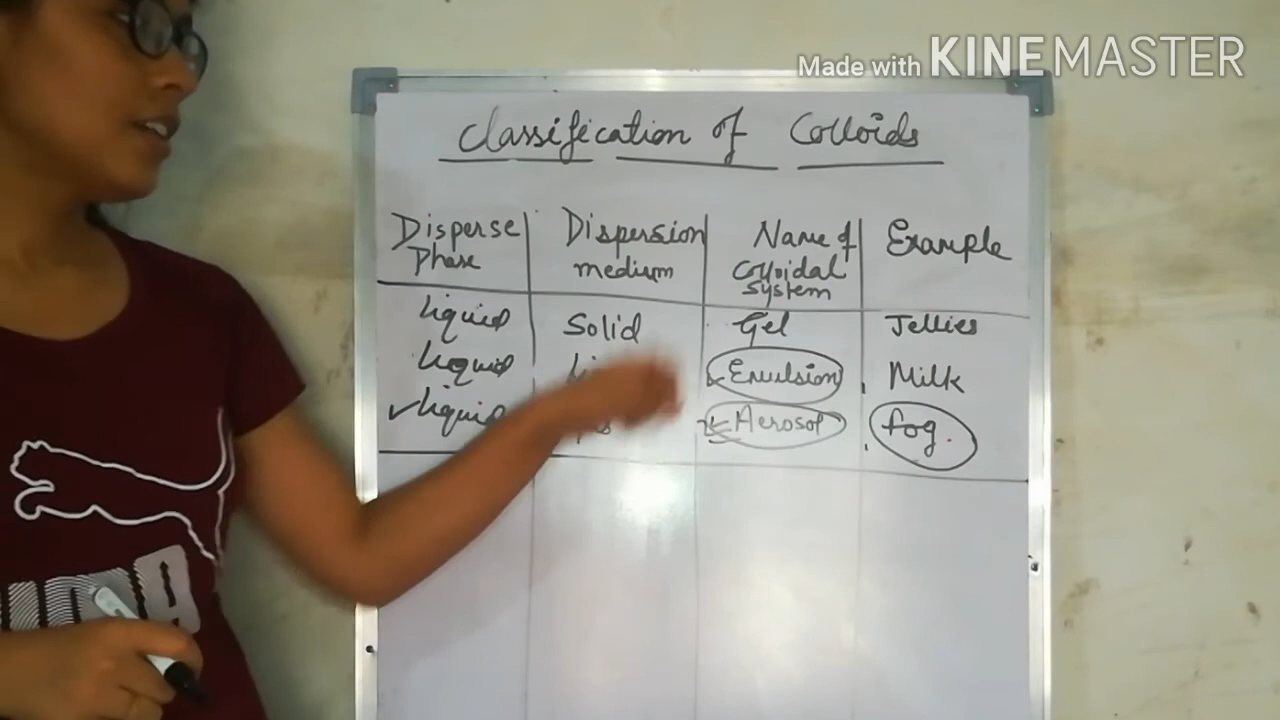 Made with KINEMASTER
Classification of Colloids
Disperse Phase Dispersion medium Name of Colloidal System Example
Liquid Solid Gel Jellies
Liquid Emulsion Milk
Liquid Aerosol fog.